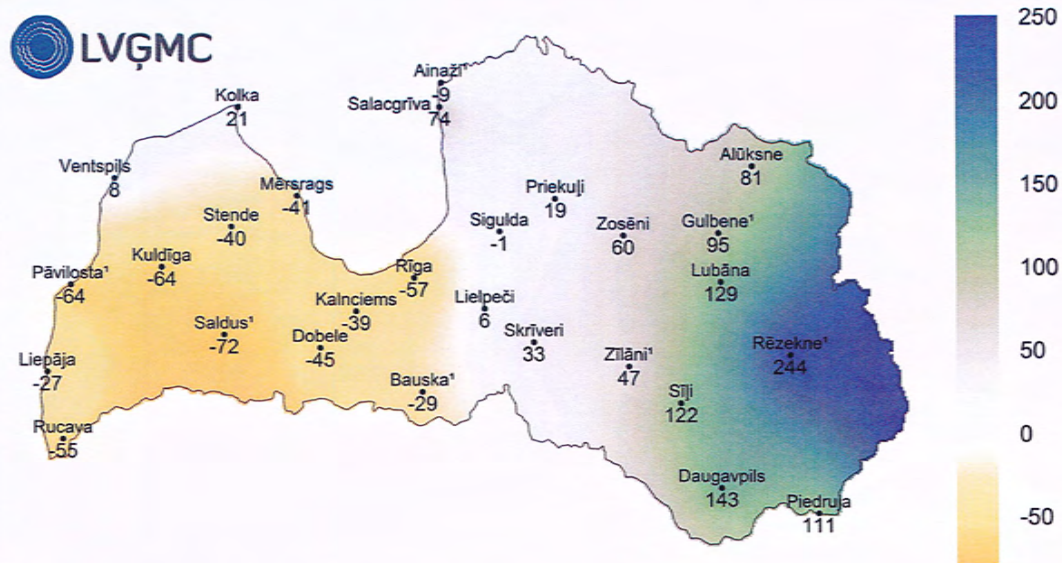 LVĢMC
Ainaži¹
-9
Salacgrīva
74
Kolka
21
Ventspils
8
Mērsrags
-41
Stende
-40
Kuldīga
-64
Pāvilosta¹
-64
Rīga
-57
Kalnciems
-39
Saldus¹
-72
Dobele
-45
Liepāja
-27
Bauska¹
-29
Rucava
-55
Priekuļi
19
Sigulda
-1
Zosēni
60
Alūksne
81
Gulbene¹
95
Lubāna
129
Lielpeči
6
Skrīveri
33
Zīlāni¹
47
Rēzekne¹
244
Sīļi
122
Daugavpils
143
Piedruja
111
250
200
150
100
50
0
-50